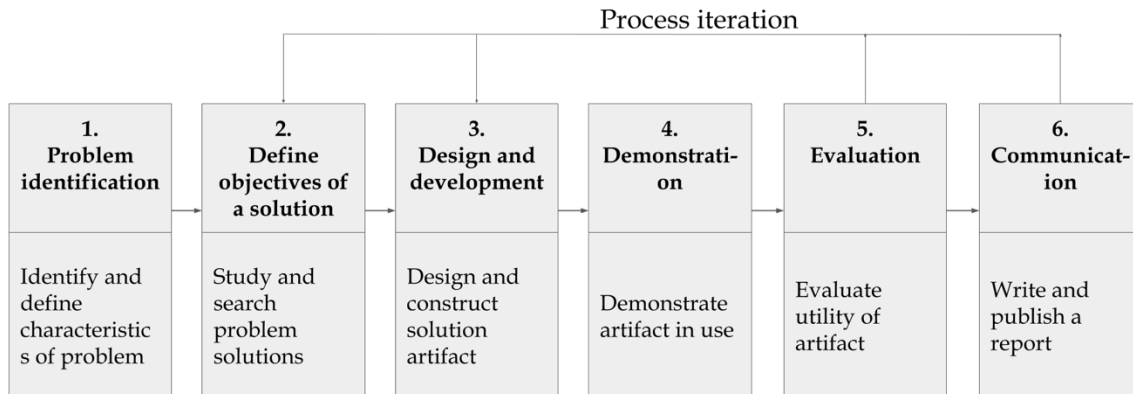 Process iteration
1.
Problem
identification
2.
Define
objectives of
a solution
3.
Design and
development
4.
Demonstrati-
on
5.
Evaluation
6.
Communicat-
ion
Identify and
define
characteristic
s of problem
Study and
search
problem
solutions
Design and
construct
solution
artifact
Demonstrate
artifact in use
Evaluate
utility of
artifact
Write and
publish a
report